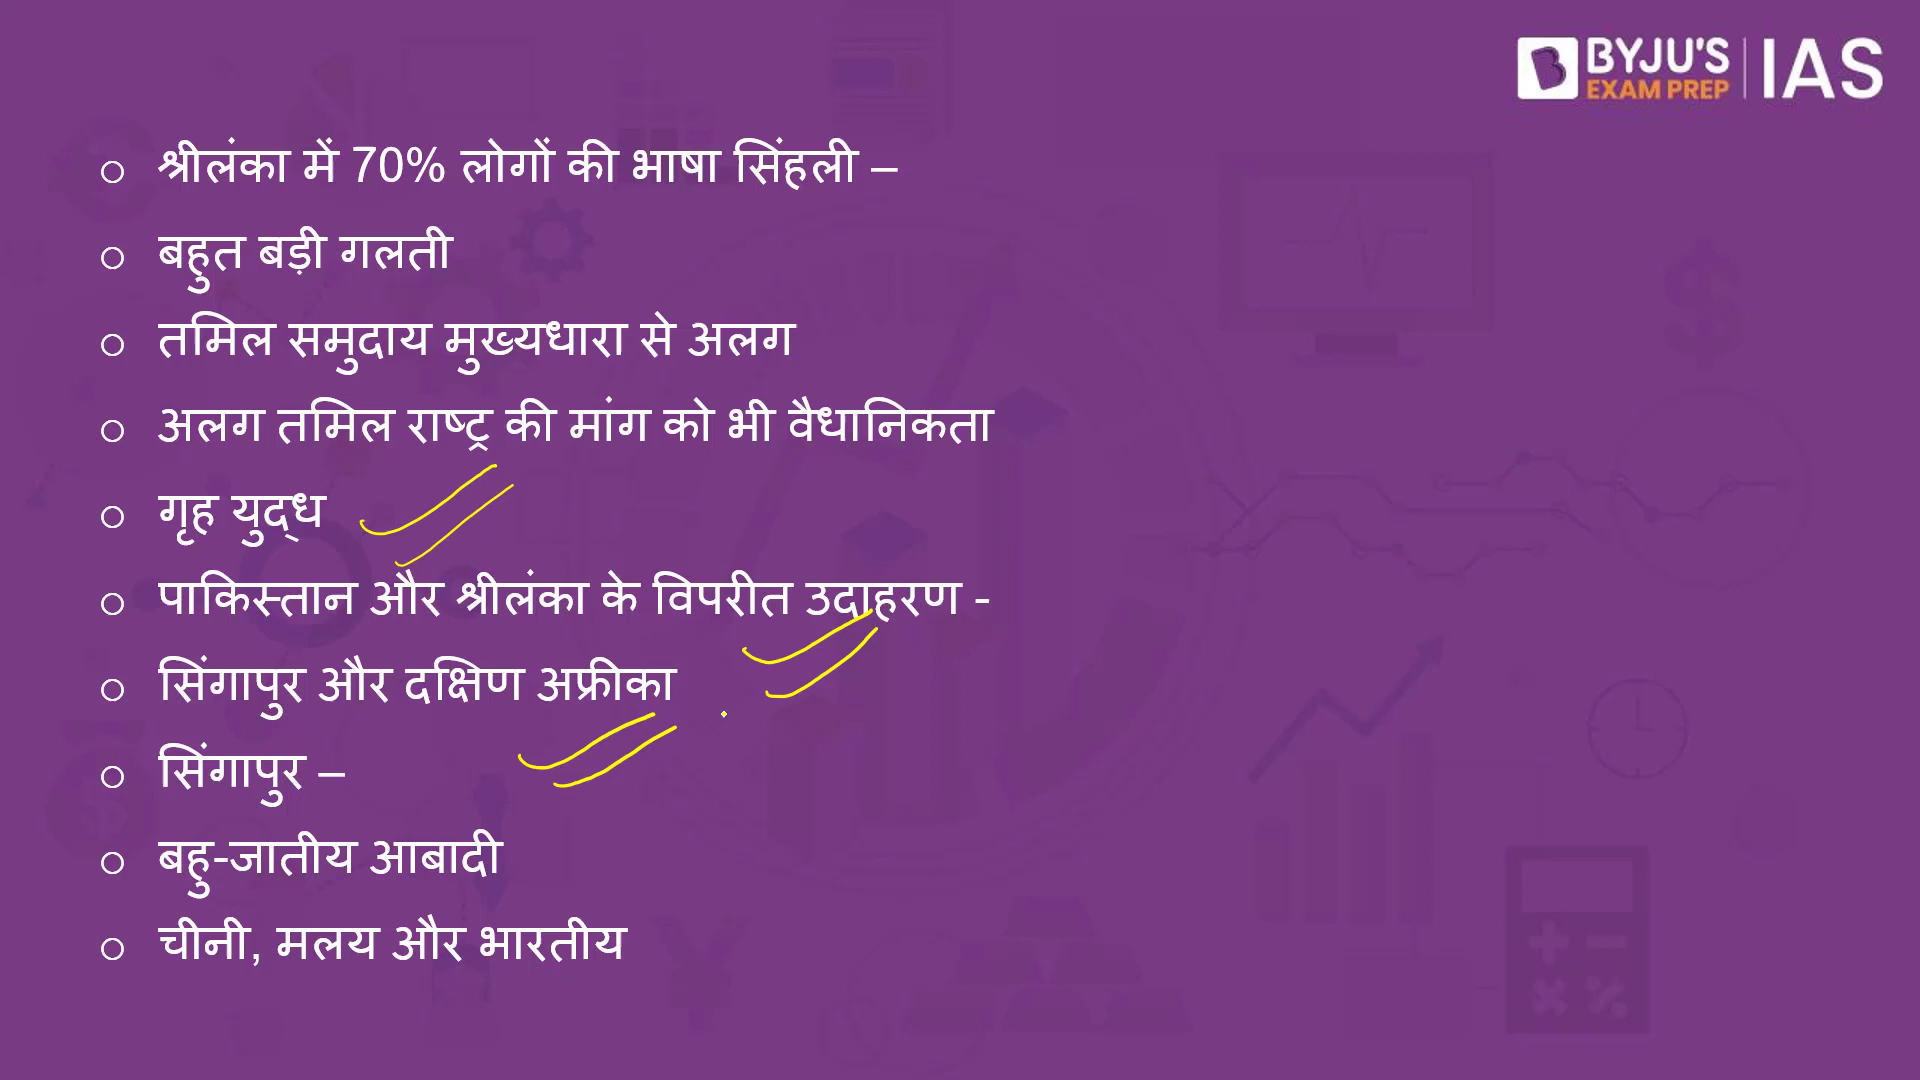 BYJU'S
EXAM PREP
IAS
○ श्रीलंका में 70% लोगों की भाषा सिंहली –
○ बहुत बड़ी गलती
○ तमिल समुदाय मुख्यधारा से अलग
○ अलग तमिल राष्ट्र की मांग को भी वैधानिकता
○ गृह युद्ध
○ पाकिस्तान और श्रीलंका के विपरीत उदाहरण -
○ सिंगापुर और दक्षिण अफ्रीका
○ सिंगापुर –
○ बहु-जातीय आबादी
○ चीनी, मलय और भारतीय